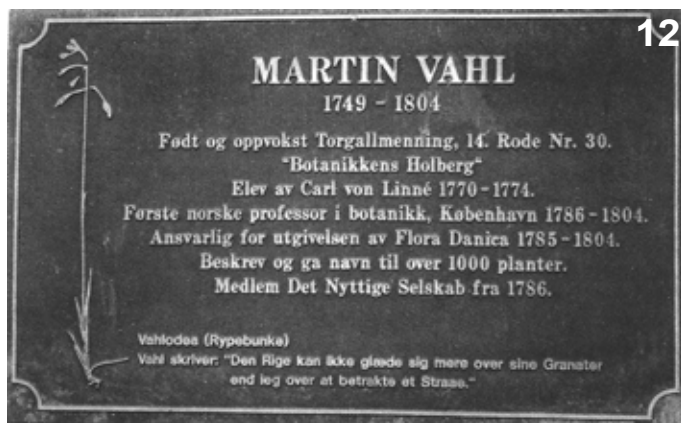 12
MARTIN VAHL
1749 - 1804
Født og oppvokst Torgallmenning, 14. Rode Nr. 30.
"Botanikkens Holberg"
Elev av Carl von Linné 1770-1774.
Første norske professor i botanikk, København 1786-1804.
Ansvarlig for utgivelsen av Flora Danica 1785-1804.
Beskrev og ga navn til over 1000 planter.
Medlem Det Nyttige Selskab fra 1786.
Vahlodea (Rypebunke)
Vahl skriver: "Den Rige kan ikke glæde sig mere over sine Granater
end jeg over at betrakte et Straae."